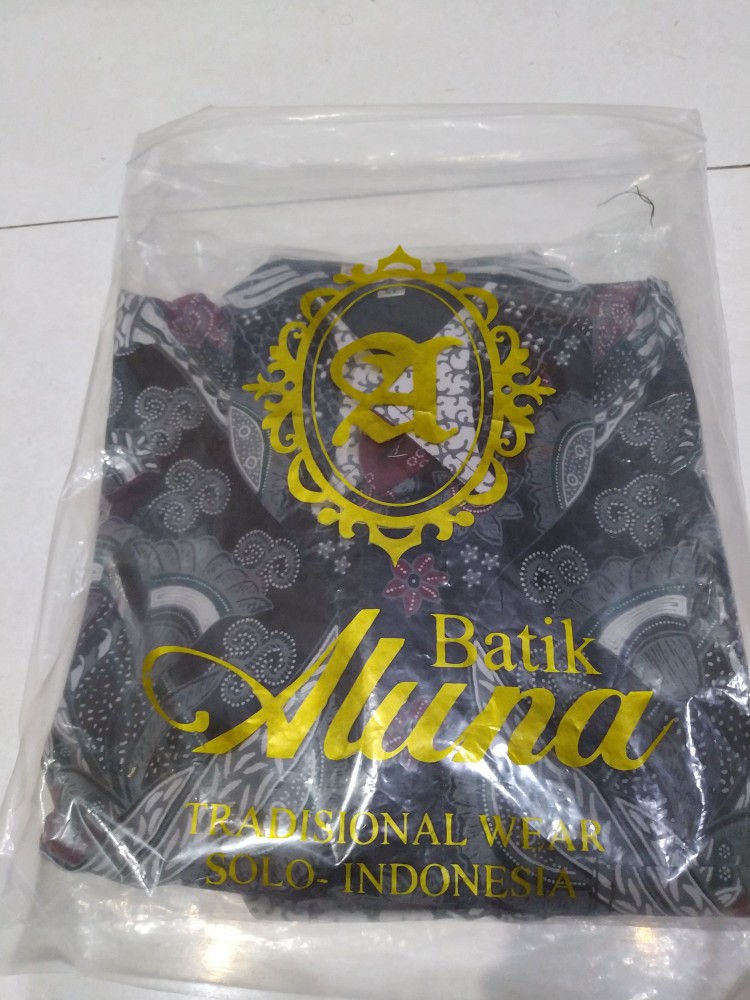 A
Batik
Aluna
TRADISIONAL WEAR
SOLO- INDONESIA